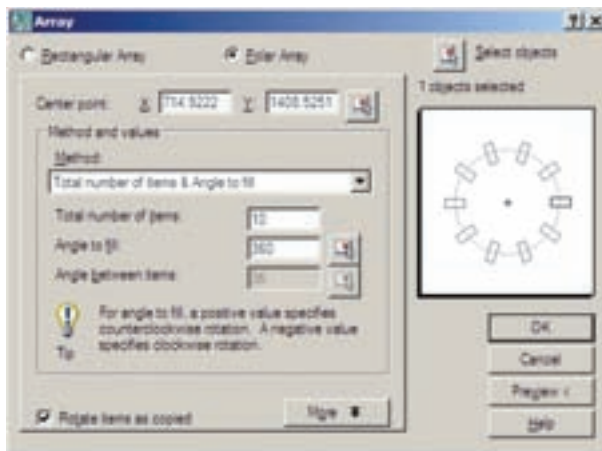 Array
Rectangular Array
Polar Array
Select objects
Center point: X: 714.9222 Y: 1408.5251
1 objects selected
Method and values
Method:
Total number of items & Angle to fill
Total number of items: 10
Angle to fill: 360
Angle between items: 36
For angle to fill, a positive value specifies
counterclockwise rotation. A negative value
specifies clockwise rotation.
Tip
Rotate items as copied
More
OK
Cancel
Preview <
Help